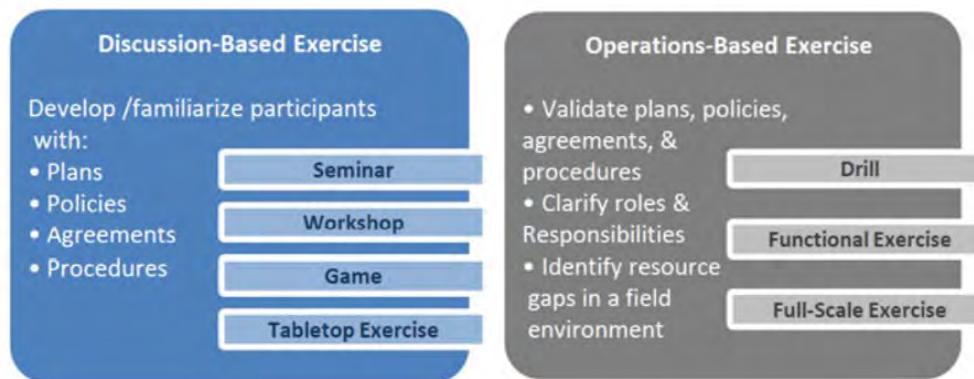 Discussion-Based Exercise
Develop /familiarize participants
with:
• Plans
• Policies
• Agreements
• Procedures
Seminar
Workshop
Game
Tabletop Exercise
Operations-Based Exercise
• Validate plans, policies,
agreements, &
procedures
• Clarify roles &
Responsibilities
• Identify resource
gaps in a field
environment
Drill
Functional Exercise
Full-Scale Exercise